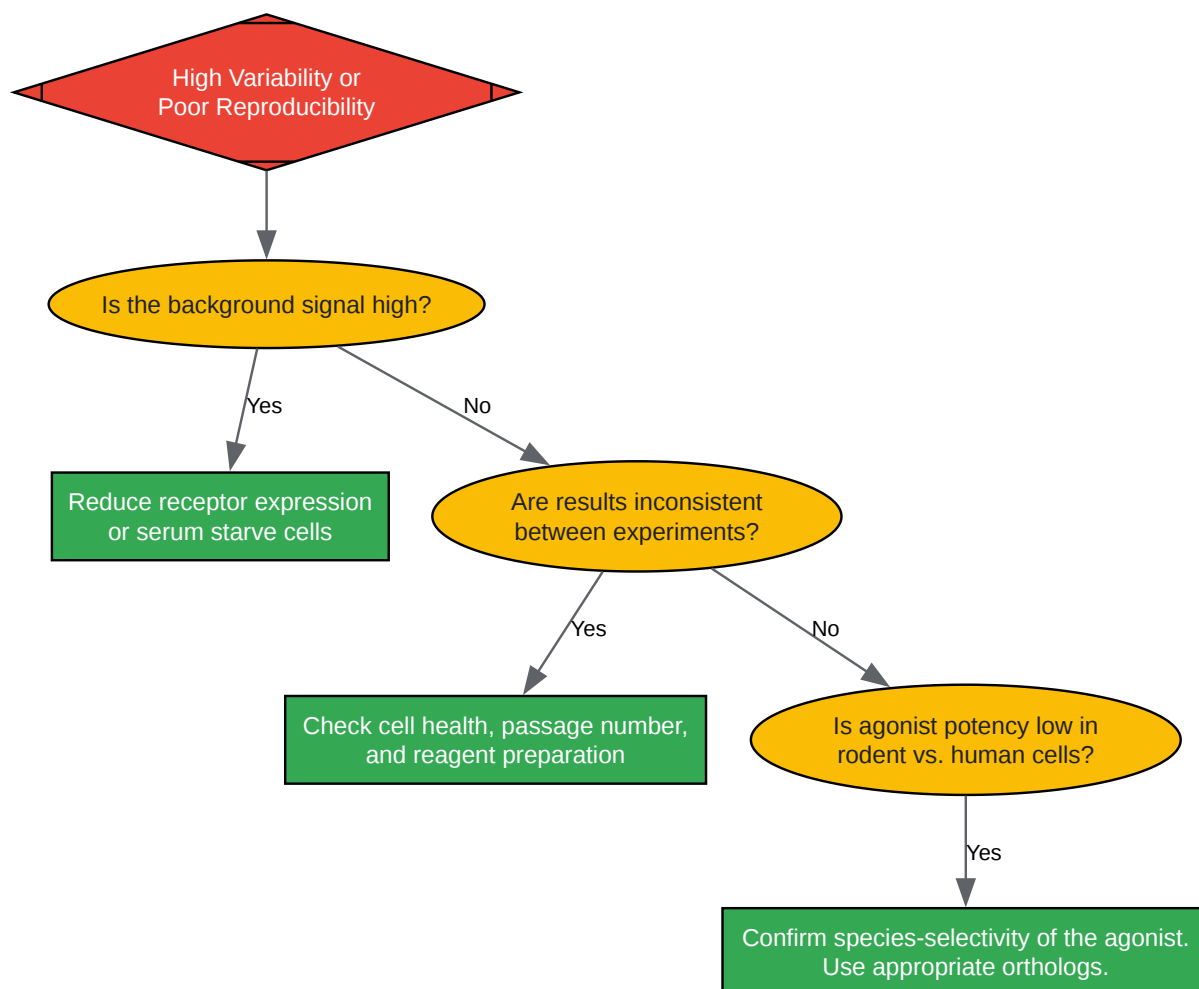 High Variability or
Poor Reproducibility
Is the background signal high?
Yes
No
Reduce receptor expression
or serum starve cells
Are results inconsistent
between experiments?
Yes
No
Check cell health, passage number,
and reagent preparation
Is agonist potency low in
rodent vs. human cells?
Yes
Confirm species-selectivity of the agonist.
Use appropriate orthologs.